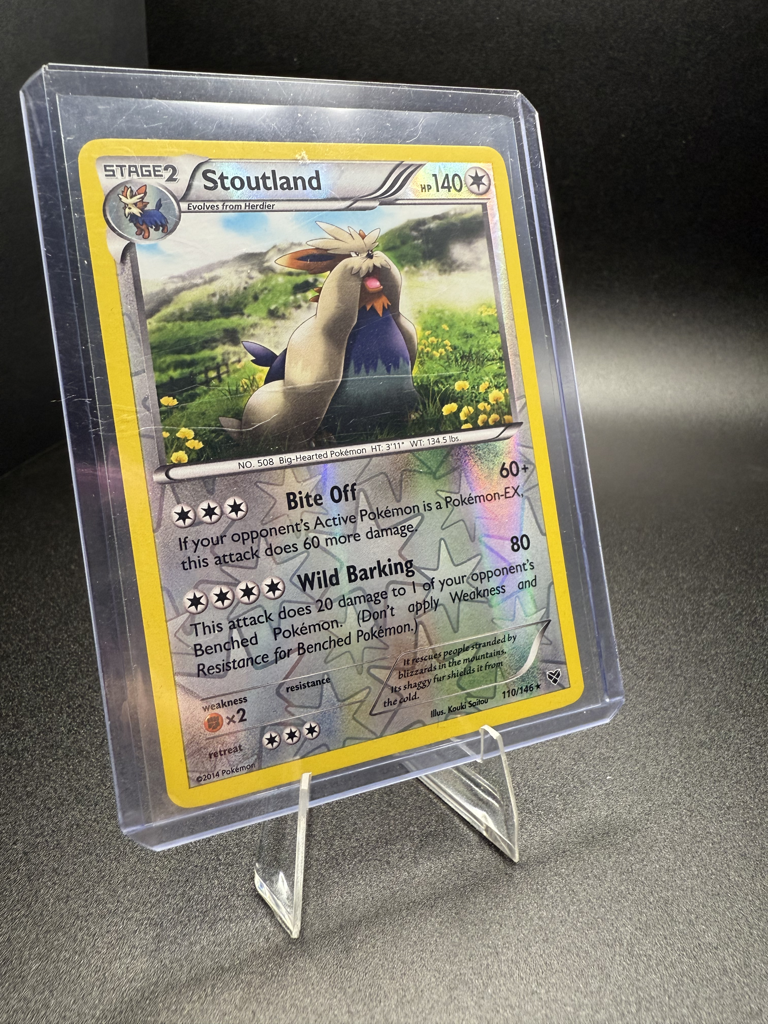 STAGE2 Stoutland HP140
Evolves from Herdier
NO. 508 Big-Hearted Pokémon HT: 3'11" WT: 134.5 lbs.
Bite Off 60+
If your opponent's Active Pokémon is a Pokémon-EX,
this attack does 60 more damage.
Wild Barking 80
This attack does 20 damage to 1 of your opponent's
Benched Pokémon. (Don't apply Weakness and
Resistance for Benched Pokémon.)
weakness
×2
resistance
retreat
It rescues people stranded by
blizzards in the mountains.
Its shaggy fur shields it from
the cold.
Illus. Kouki Saitou
110/146★
©2014 Pokémon